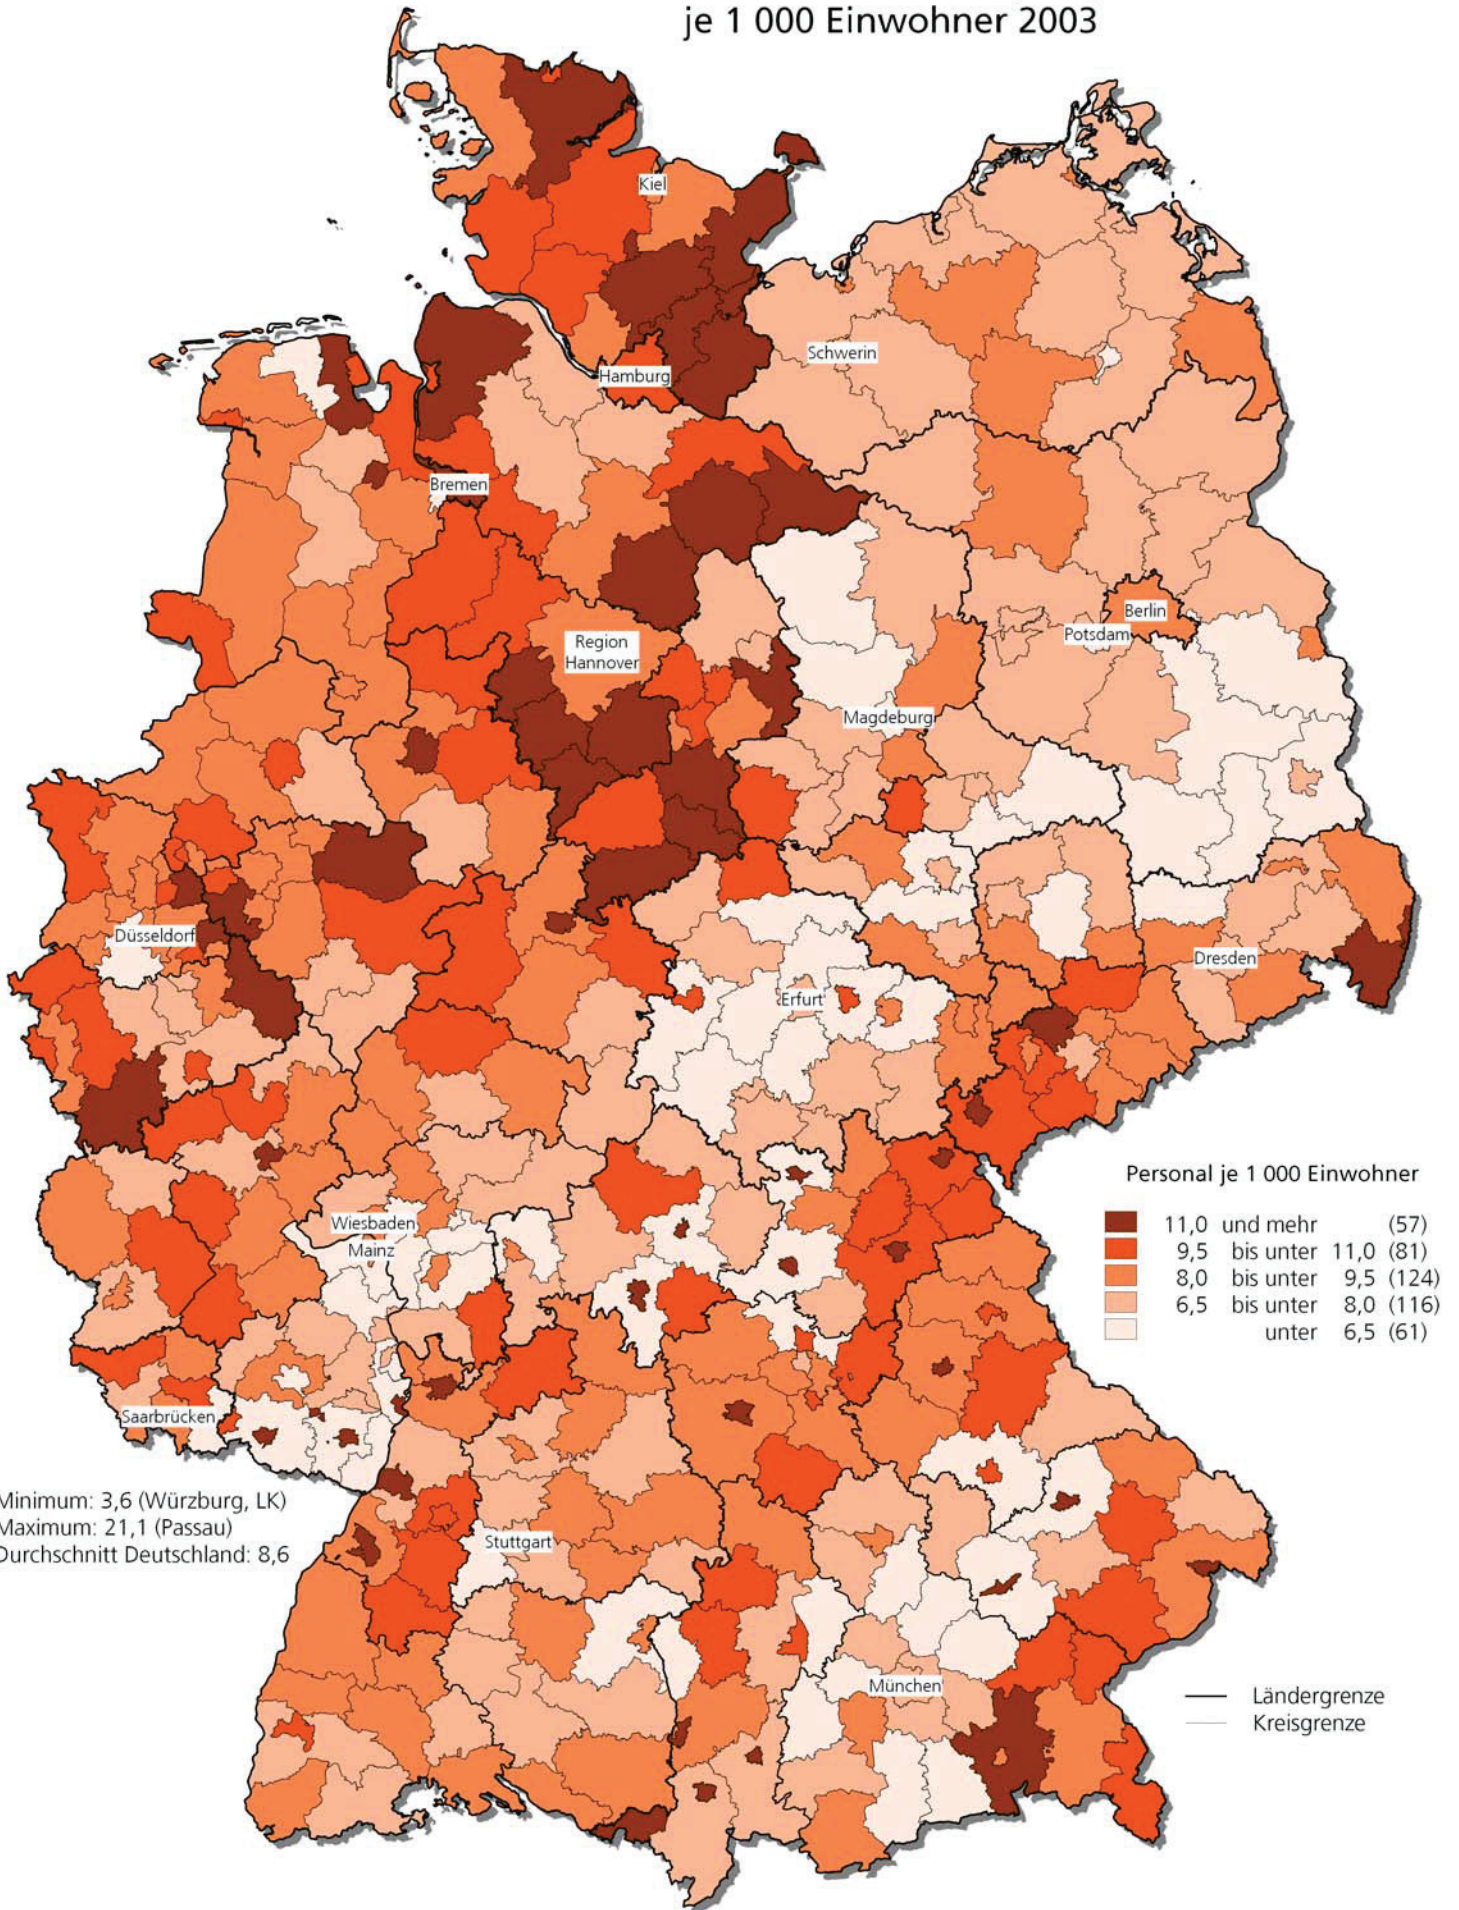 je 1 000 Einwohner 2003
Kiel
Schwerin
Hamburg
Bremen
Berlin
Potsdam
Region
Hannover
Magdeburg
Düsseldorf
Dresden
Erfurt
Personal je 1 000 Einwohner
11,0 und mehr (57)
9,5 bis unter 11,0 (81)
8,0 bis unter 9,5 (124)
6,5 bis unter 8,0 (116)
unter 6,5 (61)
Wiesbaden
Mainz
Saarbrücken
Minimum: 3,6 (Würzburg, LK)
Maximum: 21,1 (Passau)
Durchschnitt Deutschland: 8,6
Stuttgart
München
Ländergrenze
Kreisgrenze